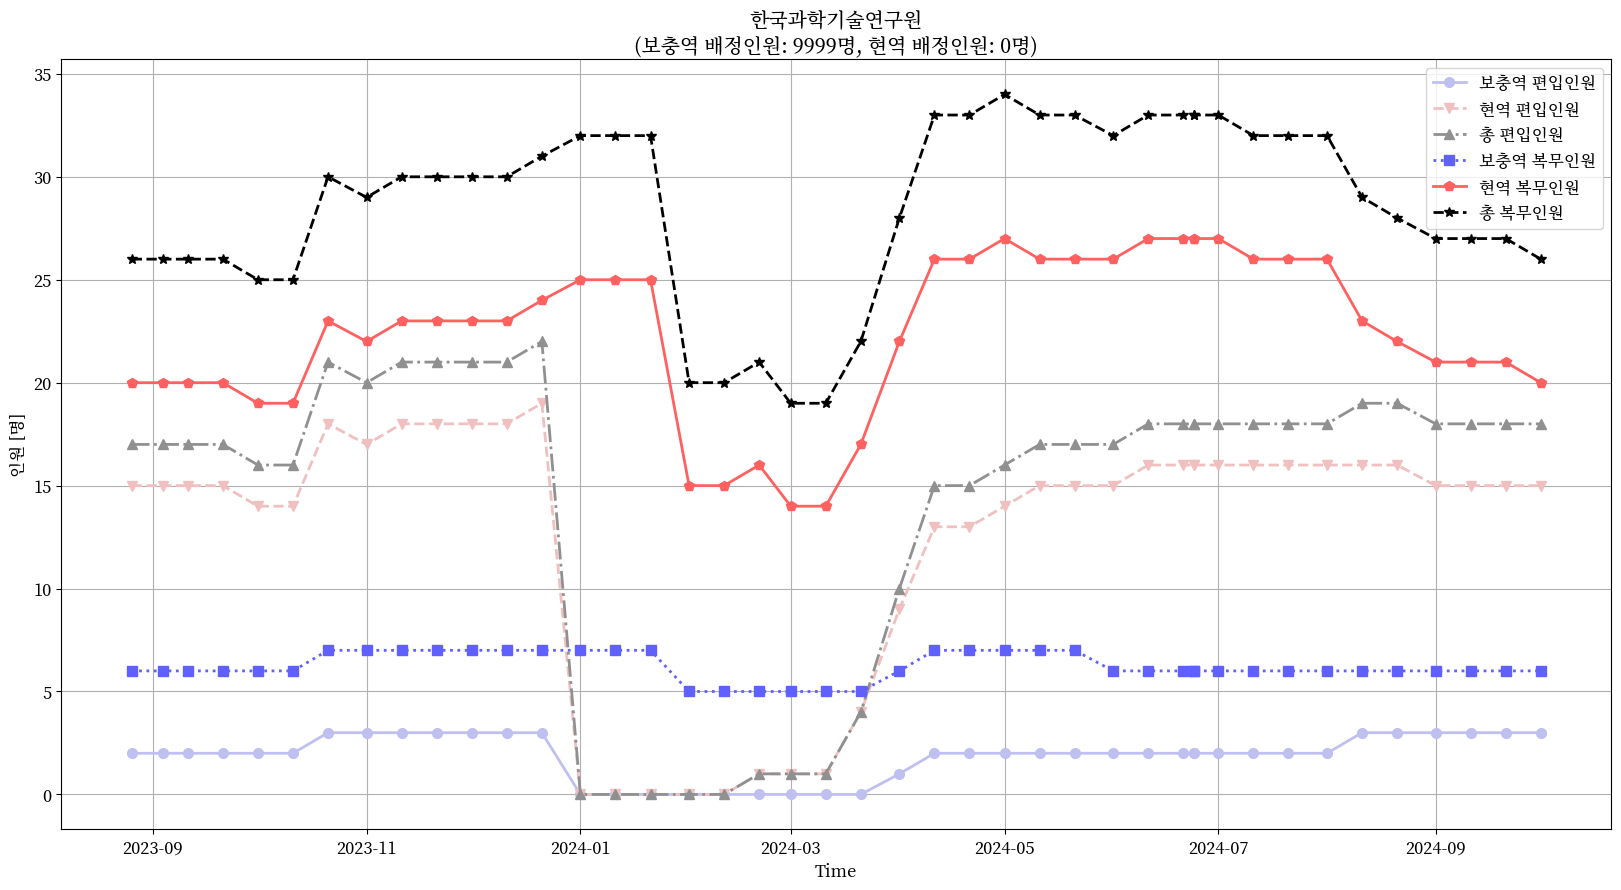 한국과학기술연구원
(보충역 배정인원: 9999명, 현역 배정인원: 0명)
35
30
25
20
15
10
5
0
인원 [명]
보충역 편입인원
현역 편입인원
총 편입인원
보충역 복무인원
현역 복무인원
총 복무인원
2023-09
2023-11
2024-01
2024-03
2024-05
2024-07
2024-09
Time